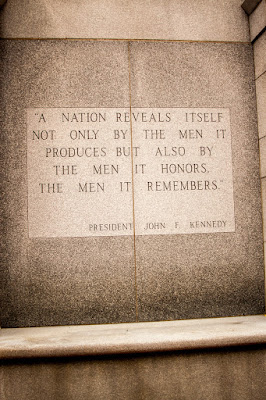 "A NATION REVEALS ITSELF
NOT ONLY BY THE MEN IT
PRODUCES BUT ALSO BY
THE MEN IT HONORS,
THE MEN IT REMEMBERS."
PRESIDENT JOHN F. KENNEDY